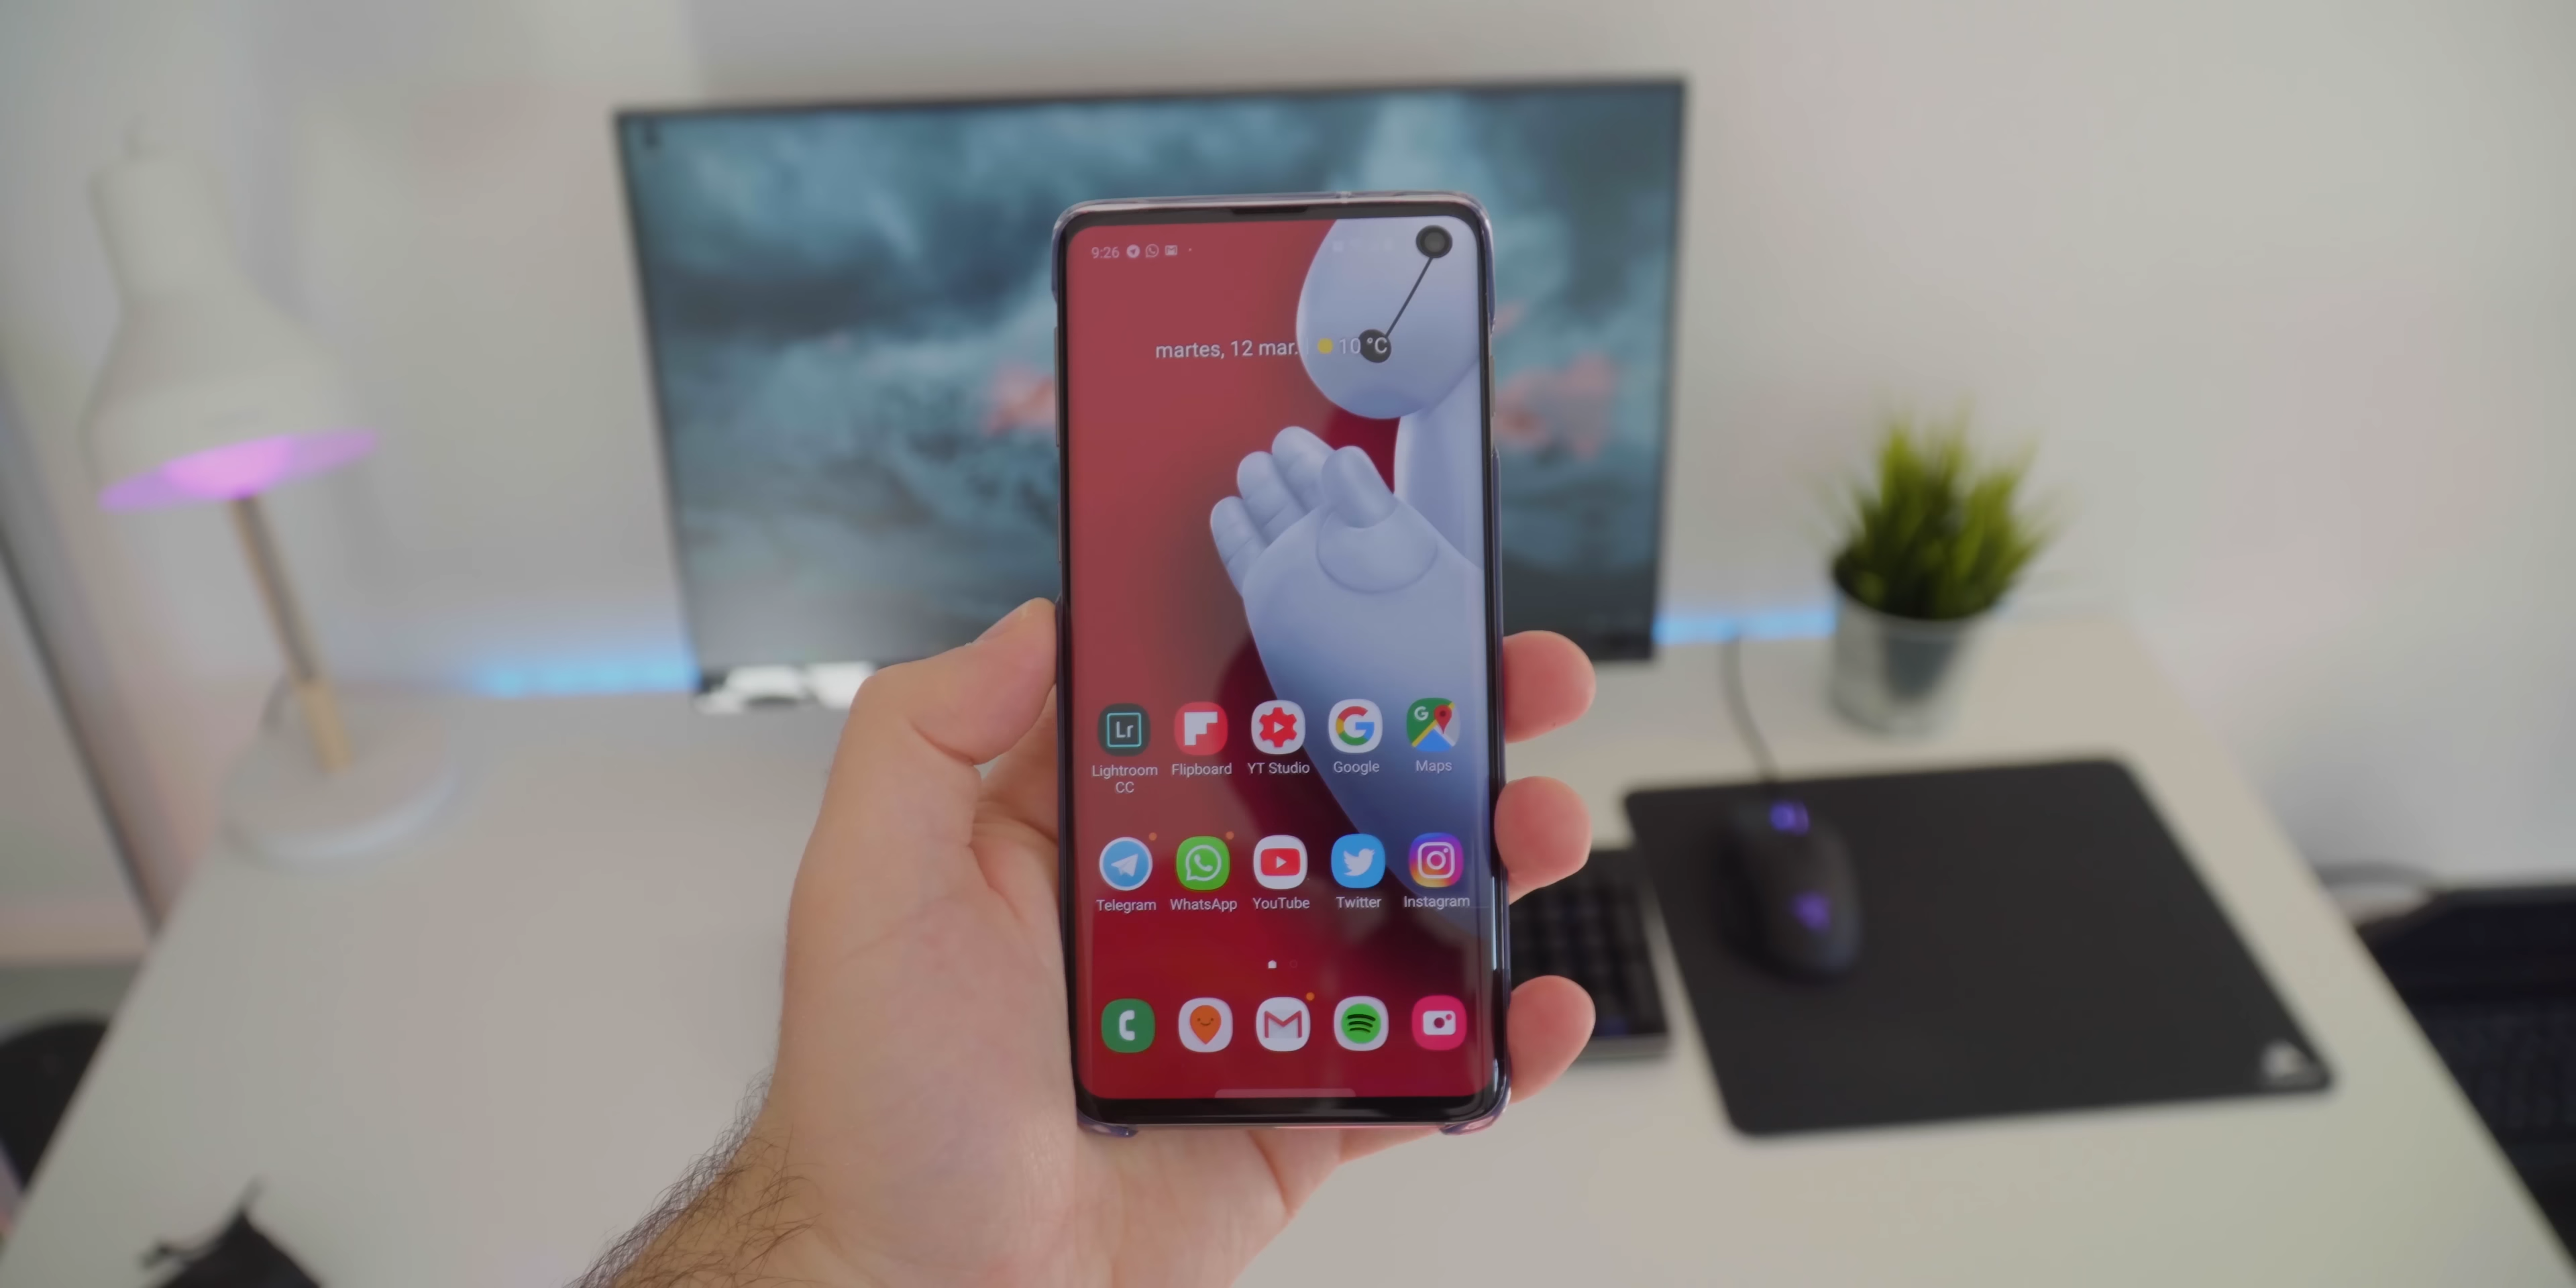 9:26
martes, 12 mar. 10 °C
Lr
G
Lightroom CC
Flipboard
YT Studio
Google
Maps
Telegram
WhatsApp
YouTube
Twitter
Instagram